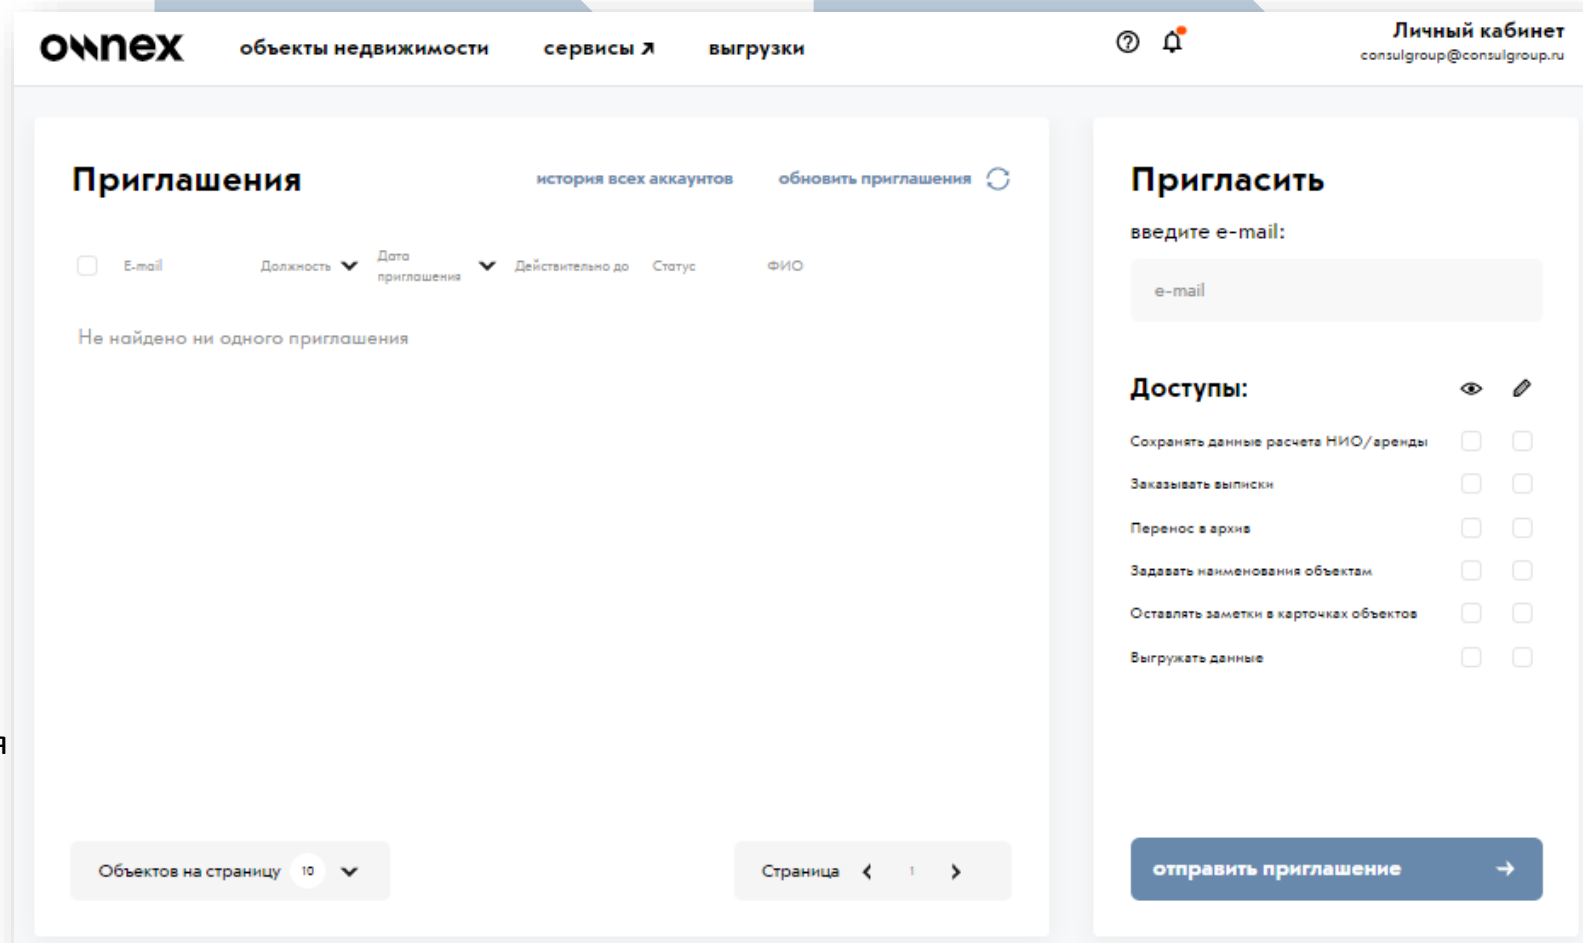 ownex
объекты недвижимости
сервисы
выгрузки
Личный кабинет
consulgroup@consulgroup.ru
Приглашения
история всех аккаунтов
обновить приглашения
E-mail
Должность
Дата
приглашения
Действительно до
Статус
ФИО
Не найдено ни одного приглашения
Объектов на страницу 10
Страница 1
Пригласить
введите e-mail:
e-mail
Доступы:
Сохранять данные расчета НИО/аренды
Заказывать выписки
Перенос в архив
Задавать наименования объектам
Оставлять заметки в карточках объектов
Выгружать данные
отправить приглашение
я